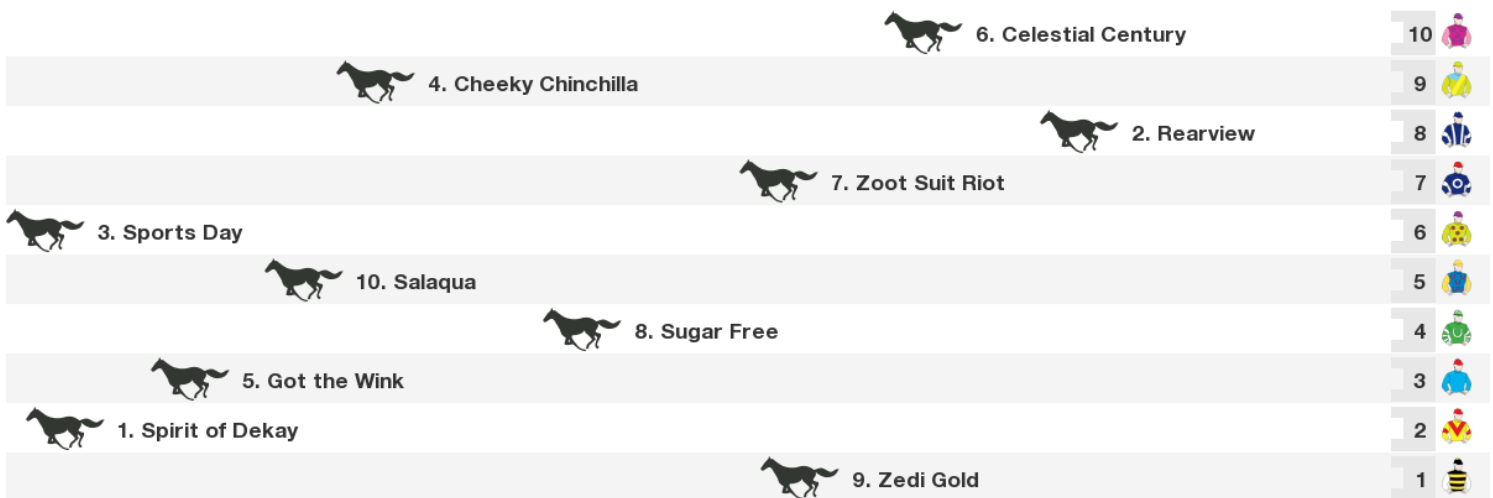 6. Celestial Century 10
4. Cheeky Chinchilla 9
2. Rearview 8
7. Zoot Suit Riot 7
3. Sports Day 6
10. Salaqua 5
8. Sugar Free 4
5. Got the Wink 3
1. Spirit of Dekay 2
9. Zedi Gold 1